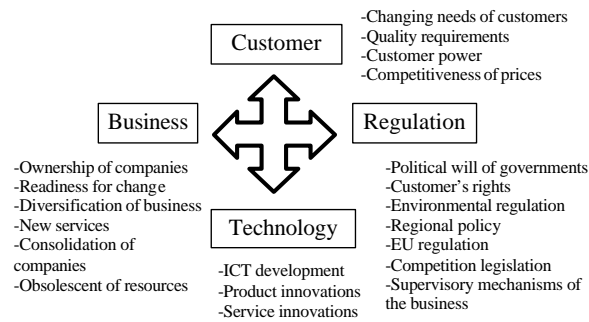 Customer
-Changing needs of customers
-Quality requirements
-Customer power
-Competitiveness of prices
Business
-Ownership of companies
-Readiness for change
-Diversification of business
-New services
-Consolidation of
companies
-Obsolescent of resources
Regulation
-Political will of governments
-Customer's rights
-Environmental regulation
-Regional policy
-EU regulation
-Competition legislation
-Supervisory mechanisms of
the business
Technology
-ICT development
-Product innovations
-Service innovations